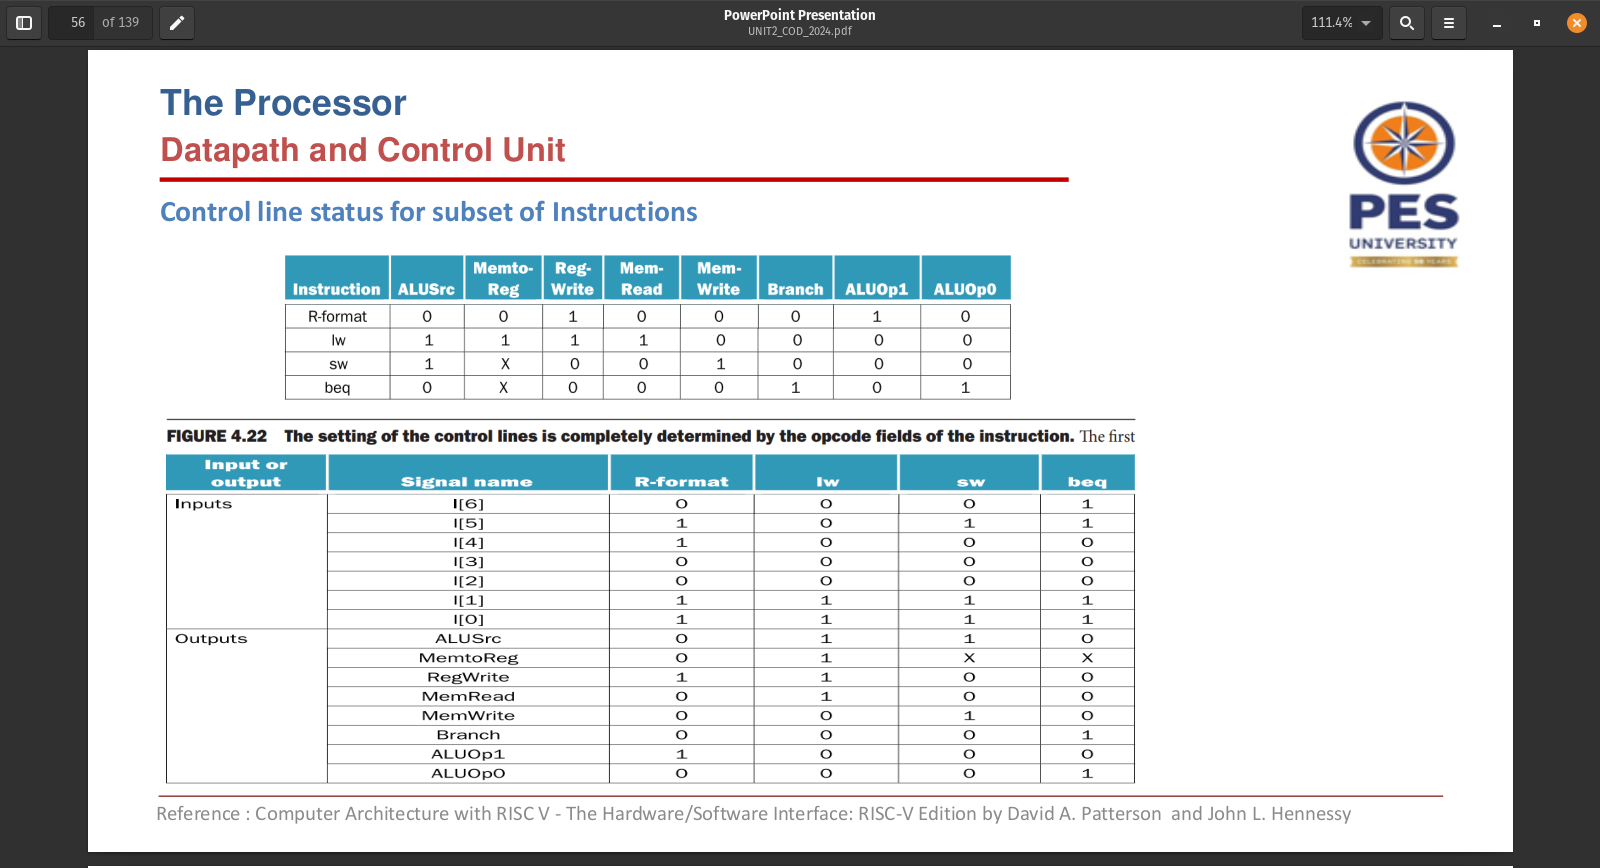 56 of 139
PowerPoint Presentation
UNIT2_COD_2024.pdf
111.4%
The Processor
Datapath and Control Unit
PES
UNIVERSITY
CELEBRATING 50 YEARS
Control line status for subset of Instructions
Instruction ALUSrc Memto-Reg Reg-Write Mem-Read Mem-Write Branch ALUOp1 ALUOp0
R-format 0 0 1 0 0 0 1 0
lw 1 1 1 1 0 0 0 0
sw 1 X 0 0 1 0 0 0
beq 0 X 0 0 0 1 0 1
FIGURE 4.22 The setting of the control lines is completely determined by the opcode fields of the instruction. The first
Input or output Signal name R-format lw sw beq
Inputs I[6] 0 0 0 1
I[5] 1 0 1 1
I[4] 1 0 0 0
I[3] 0 0 0 0
I[2] 0 0 0 0
I[1] 1 1 1 1
I[0] 1 1 1 1
Outputs ALUSrc 0 1 1 0
MemtoReg 0 1 X X
RegWrite 1 1 0 0
MemRead 0 1 0 0
MemWrite 0 0 1 0
Branch 0 0 0 1
ALUOp1 1 0 0 0
ALUOp0 0 0 0 1
Reference : Computer Architecture with RISC V - The Hardware/Software Interface: RISC-V Edition by David A. Patterson and John L. Hennessy